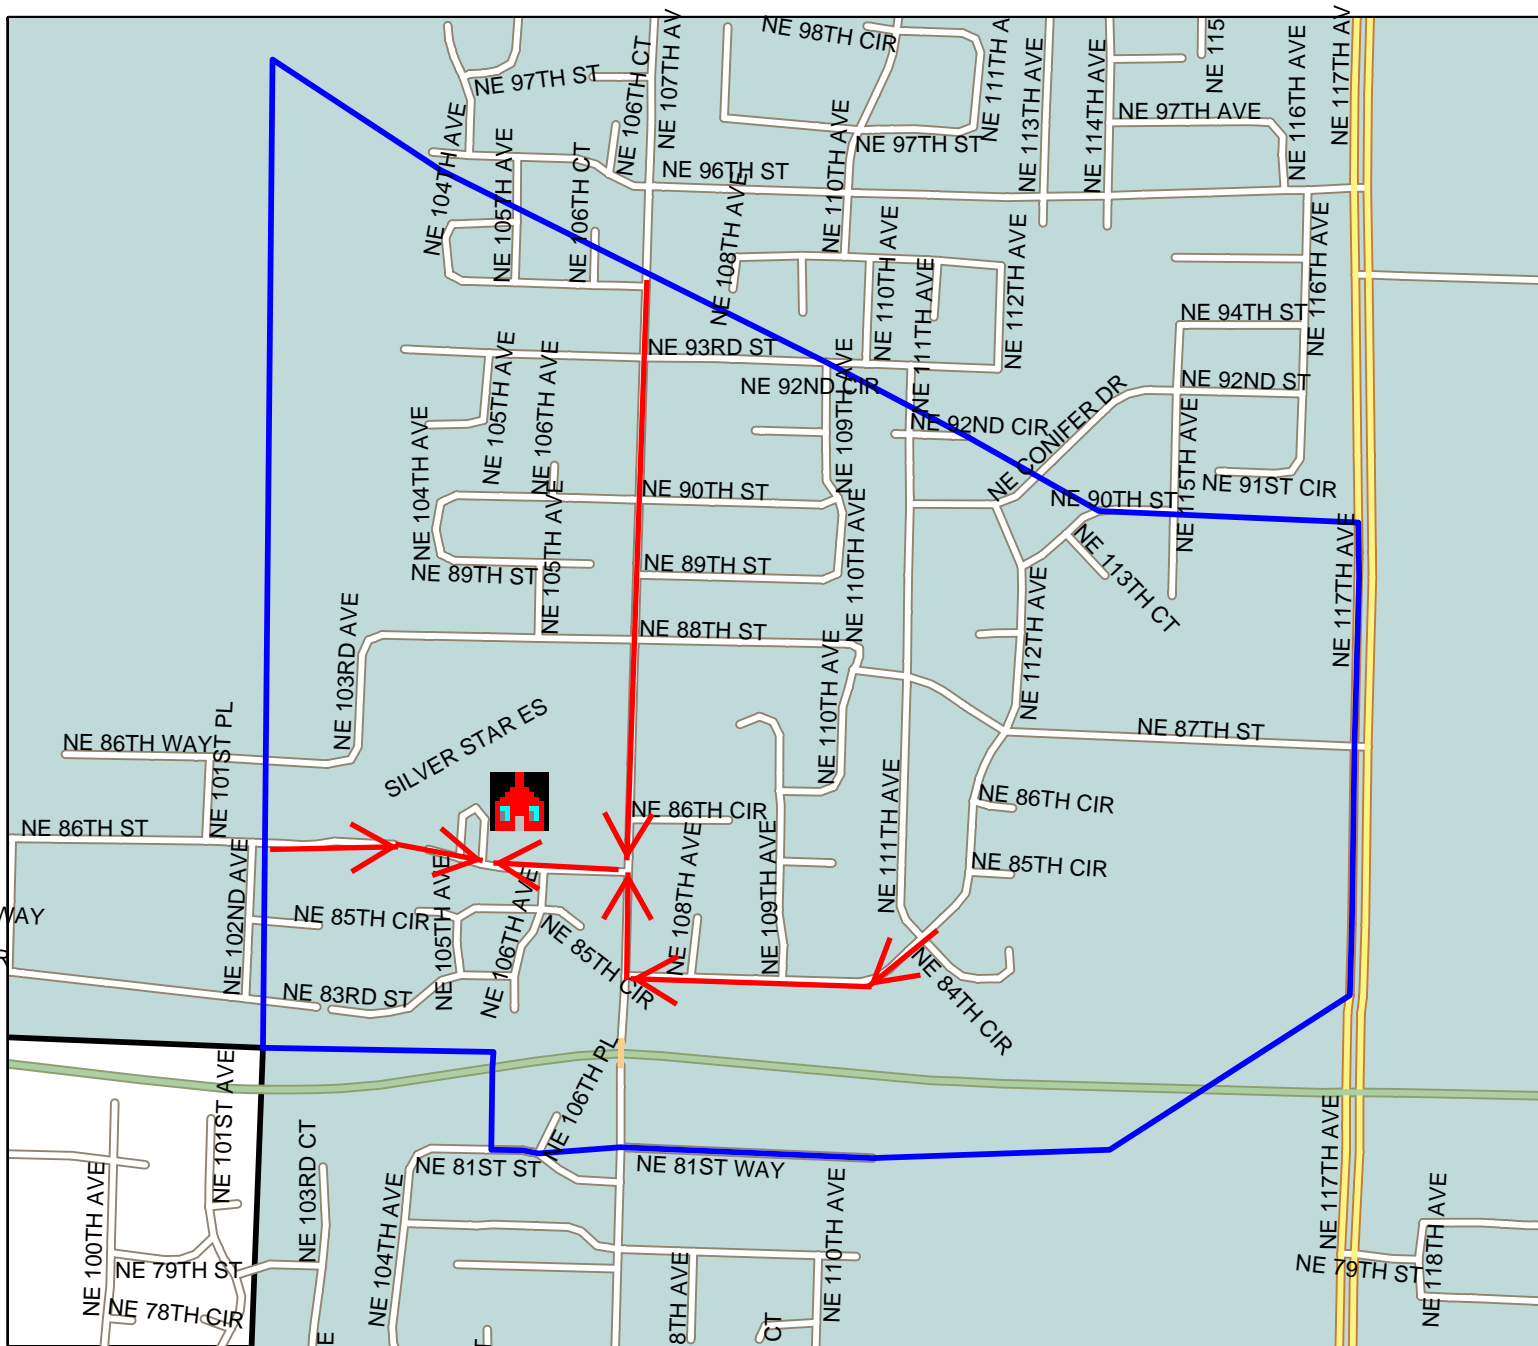 NE 98TH CIR
NE 97TH ST
NE 106TH CT
NE 107TH AV
NE 111TH A
NE 113TH AVE
NE 114TH AVE
NE 115
NE 116TH AVE
NE 117TH AV
NE 97TH AVE
NE 104TH AVE
NE 105TH AVE
NE 106TH CT
NE 110TH AVE
NE 97TH ST
NE 96TH ST
NE 104TH AVE
NE 108TH AVE
NE 110TH AVE
NE 112TH AVE
NE 116TH AVE
NE 111TH AVE
NE 94TH ST
NE 93RD ST
NE 105TH AVE
NE 106TH AVE
NE 92ND CIR
NE 109TH AVE
NE 92ND ST
NE 92ND CIR
NE CONIFER DR
NE 115TH AVE
NE 104TH AVE
NE 91ST CIR
NE 90TH ST
NE 90TH ST
NE 105TH AVE
NE 110TH AVE
NE 113TH CT
NE 117TH AVE
NE 89TH ST
NE 89TH ST
NE 103RD AVE
NE 112TH AVE
NE 88TH ST
NE 110TH AVE
NE 101ST PL
SILVER STAR ES
NE 86TH WAY
NE 87TH ST
NE 111TH AVE
NE 86TH CIR
NE 86TH CIR
NE 86TH ST
NE 102ND AVE
NE 105TH AVE
NE 106TH AVE
NE 108TH AVE
NE 109TH AVE
NE 85TH CIR
NE 85TH CIR
WAY
NE 85TH CIR
NE 84TH CIR
NE 83RD ST
NE 106TH PL
NE 101ST AVE
NE 103RD CT
NE 81ST ST
NE 81ST WAY
NE 117TH AVE
NE 100TH AVE
NE 104TH AVE
NE 110TH AVE
NE 118TH AVE
NE 79TH ST
NE 79TH ST
8TH AVE
NE 78TH CIR
CT
E